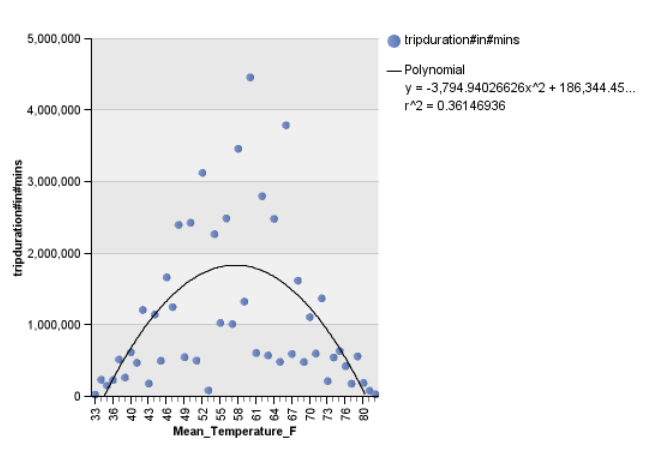 5,000,000
4,000,000
3,000,000
2,000,000
1,000,000
0
tripduration#in#mins
33 36 40 43 46 49 52 55 58 61 64 67 70 73 76 80
Mean_Temperature_F
tripduration#in#mins
Polynomial
y = -3,794.94026626x^2 + 186,344.45...
r^2 = 0.36146936